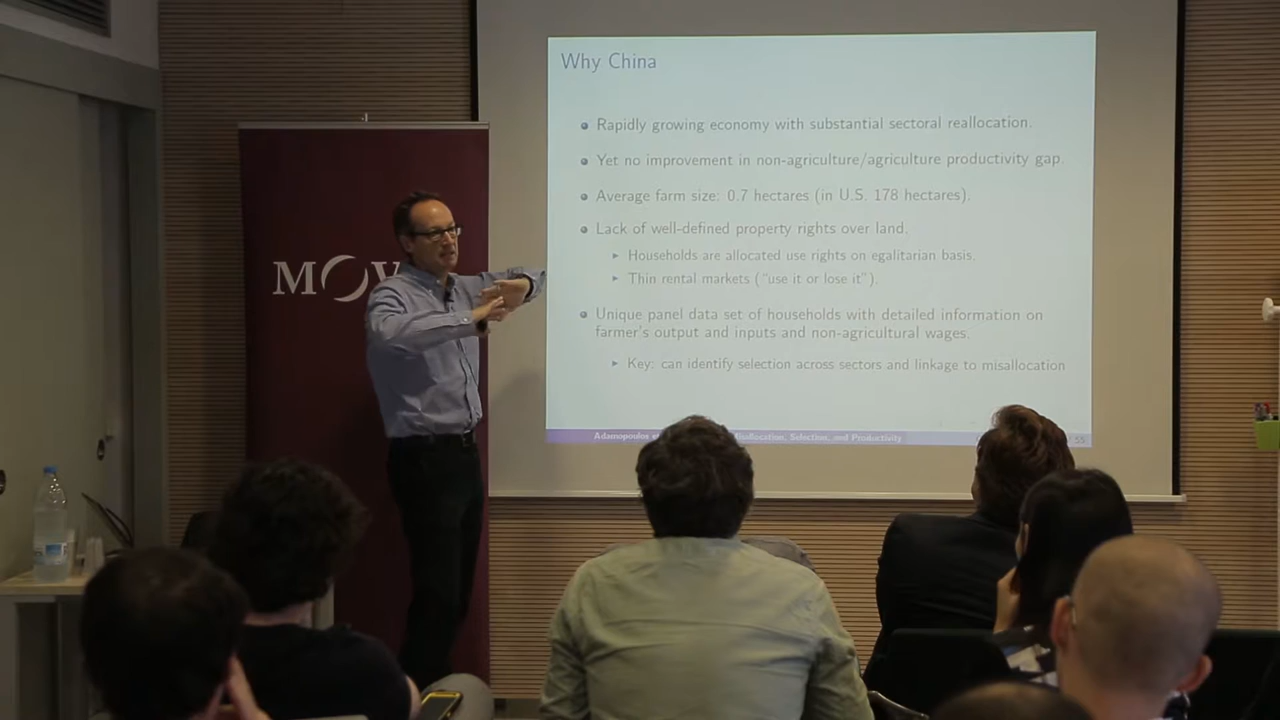 Why China
Rapidly growing economy with substantial sectoral reallocation.
Yet no improvement in non-agriculture/agriculture productivity gap.
Average farm size: 0.7 hectares (in U.S. 178 hectares).
Lack of well-defined property rights over land.
Households are allocated use rights on egalitarian basis.
Thin rental markets ("use it or lose it").
Unique panel data set of households with detailed information on
farmer's output and inputs and non-agricultural wages.
Key: can identify selection across sectors and linkage to misallocation
Adamopoulos Misallocation, Selection, and Productivity
55
MOV